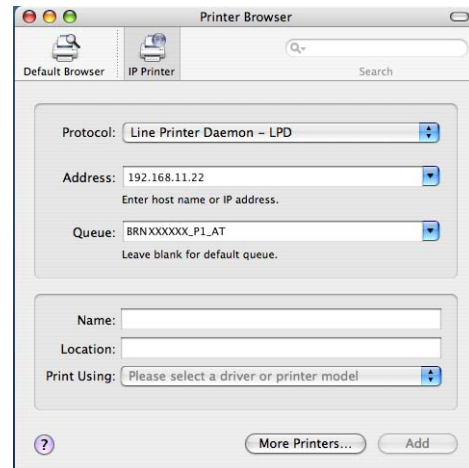 Printer Browser
Default Browser
IP Printer
Search
Protocol: Line Printer Daemon – LPD
Address: 192.168.11.22
Enter host name or IP address.
Queue: BRNXXXXXX_P1_AT
Leave blank for default queue.
Name:
Location:
Print Using: Please select a driver or printer model
? More Printers... Add